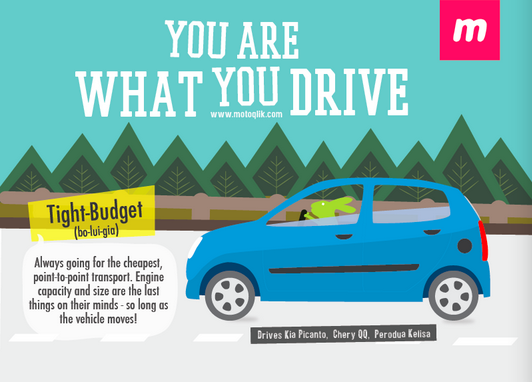 YOU ARE
WHAT YOU DRIVE
www.motoqlik.com
m
Tight-Budget
(bo-lui-gia)
Always going for the cheapest,
point-to-point transport. Engine
capacity and size are the last
things on their minds - so long as
the vehicle moves!
Drives Kia Picanto, Chery QQ, Perodua Kelisa